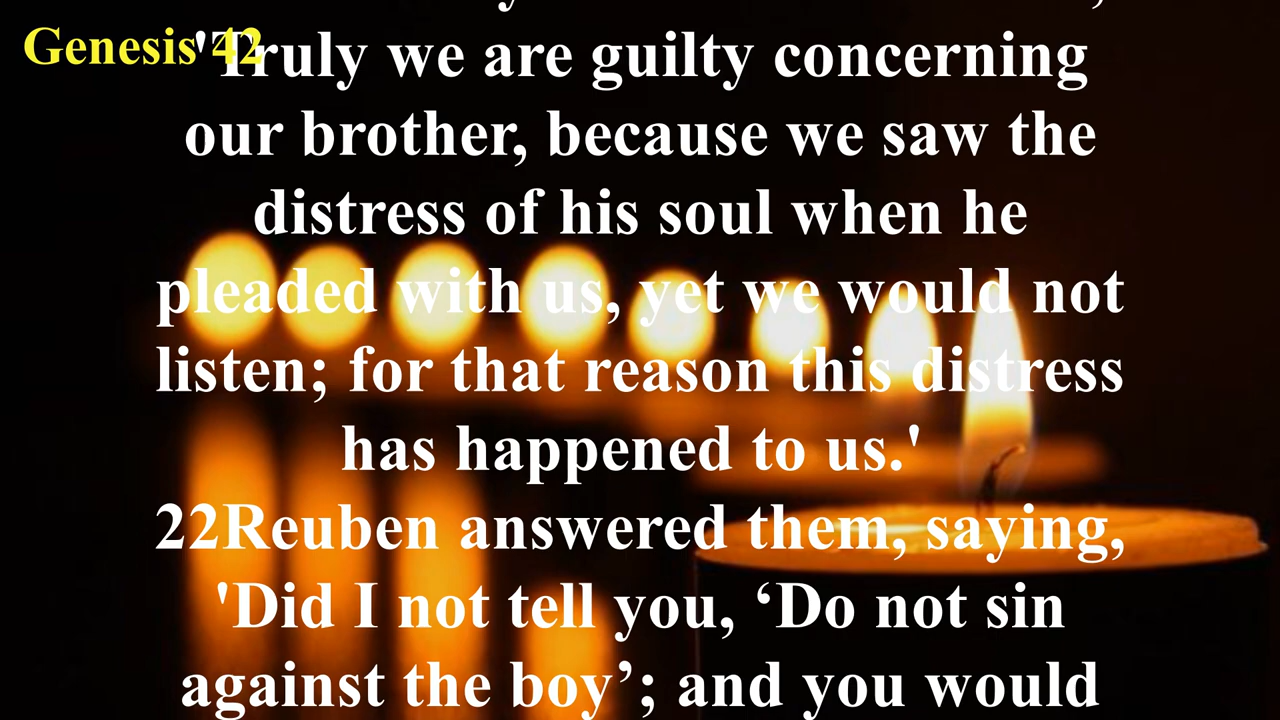 Genesis 42
'Truly we are guilty concerning
our brother, because we saw the
distress of his soul when he
pleaded with us, yet we would not
listen; for that reason this distress
has happened to us.'
22Reuben answered them, saying,
'Did I not tell you, ‘Do not sin
against the boy’; and you would